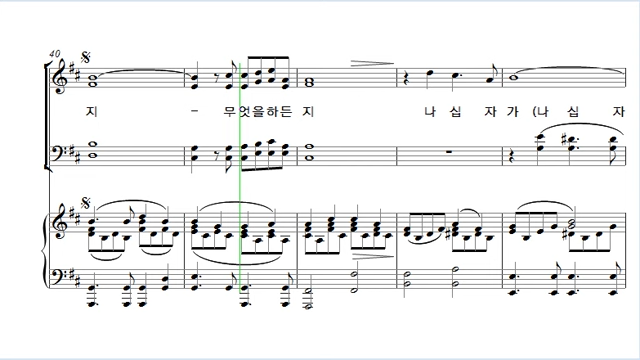 40
지 - 무엇을하든 지 나 십 자 가 (나 십 자